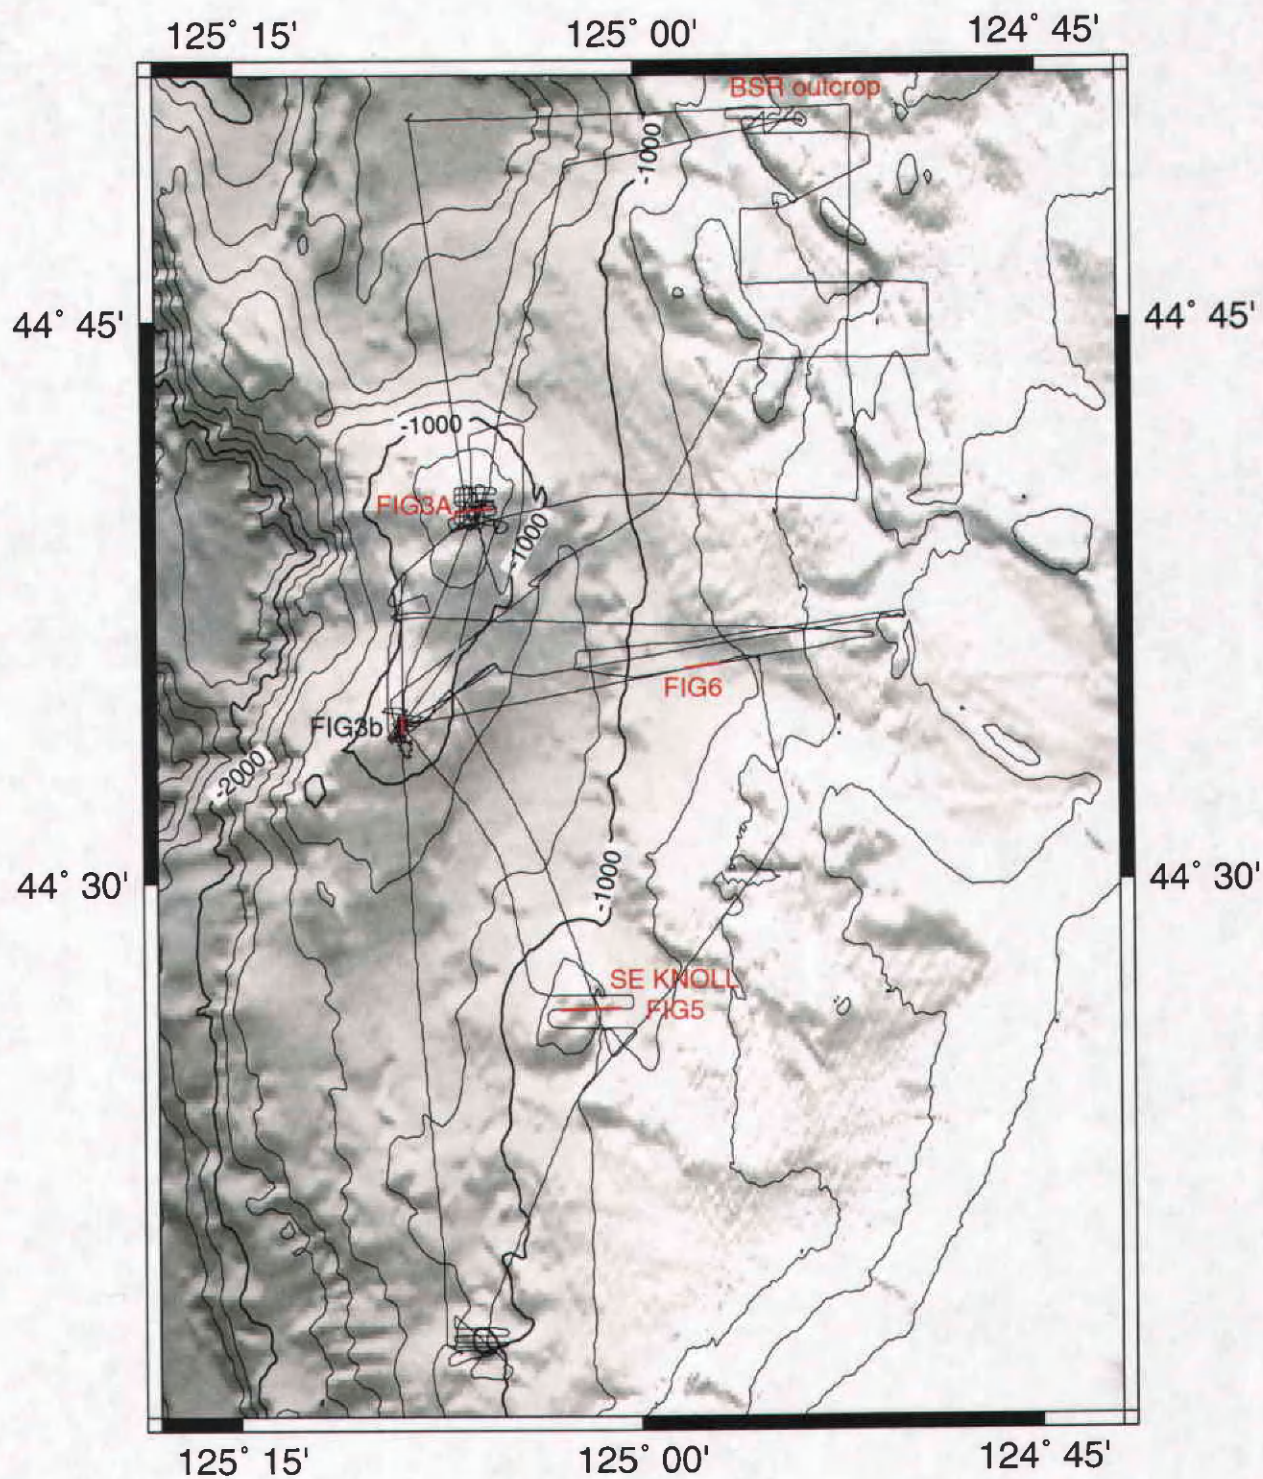 125° 15' 125° 00' 124° 45'
BSR outcrop
-1000
44° 45' 44° 45'
-1000
FIG3A
-1000
FIG6
FIG3b
-2000
44° 30' -1000 44° 30'
SE KNOLL
FIG5
125° 15' 125° 00' 124° 45'